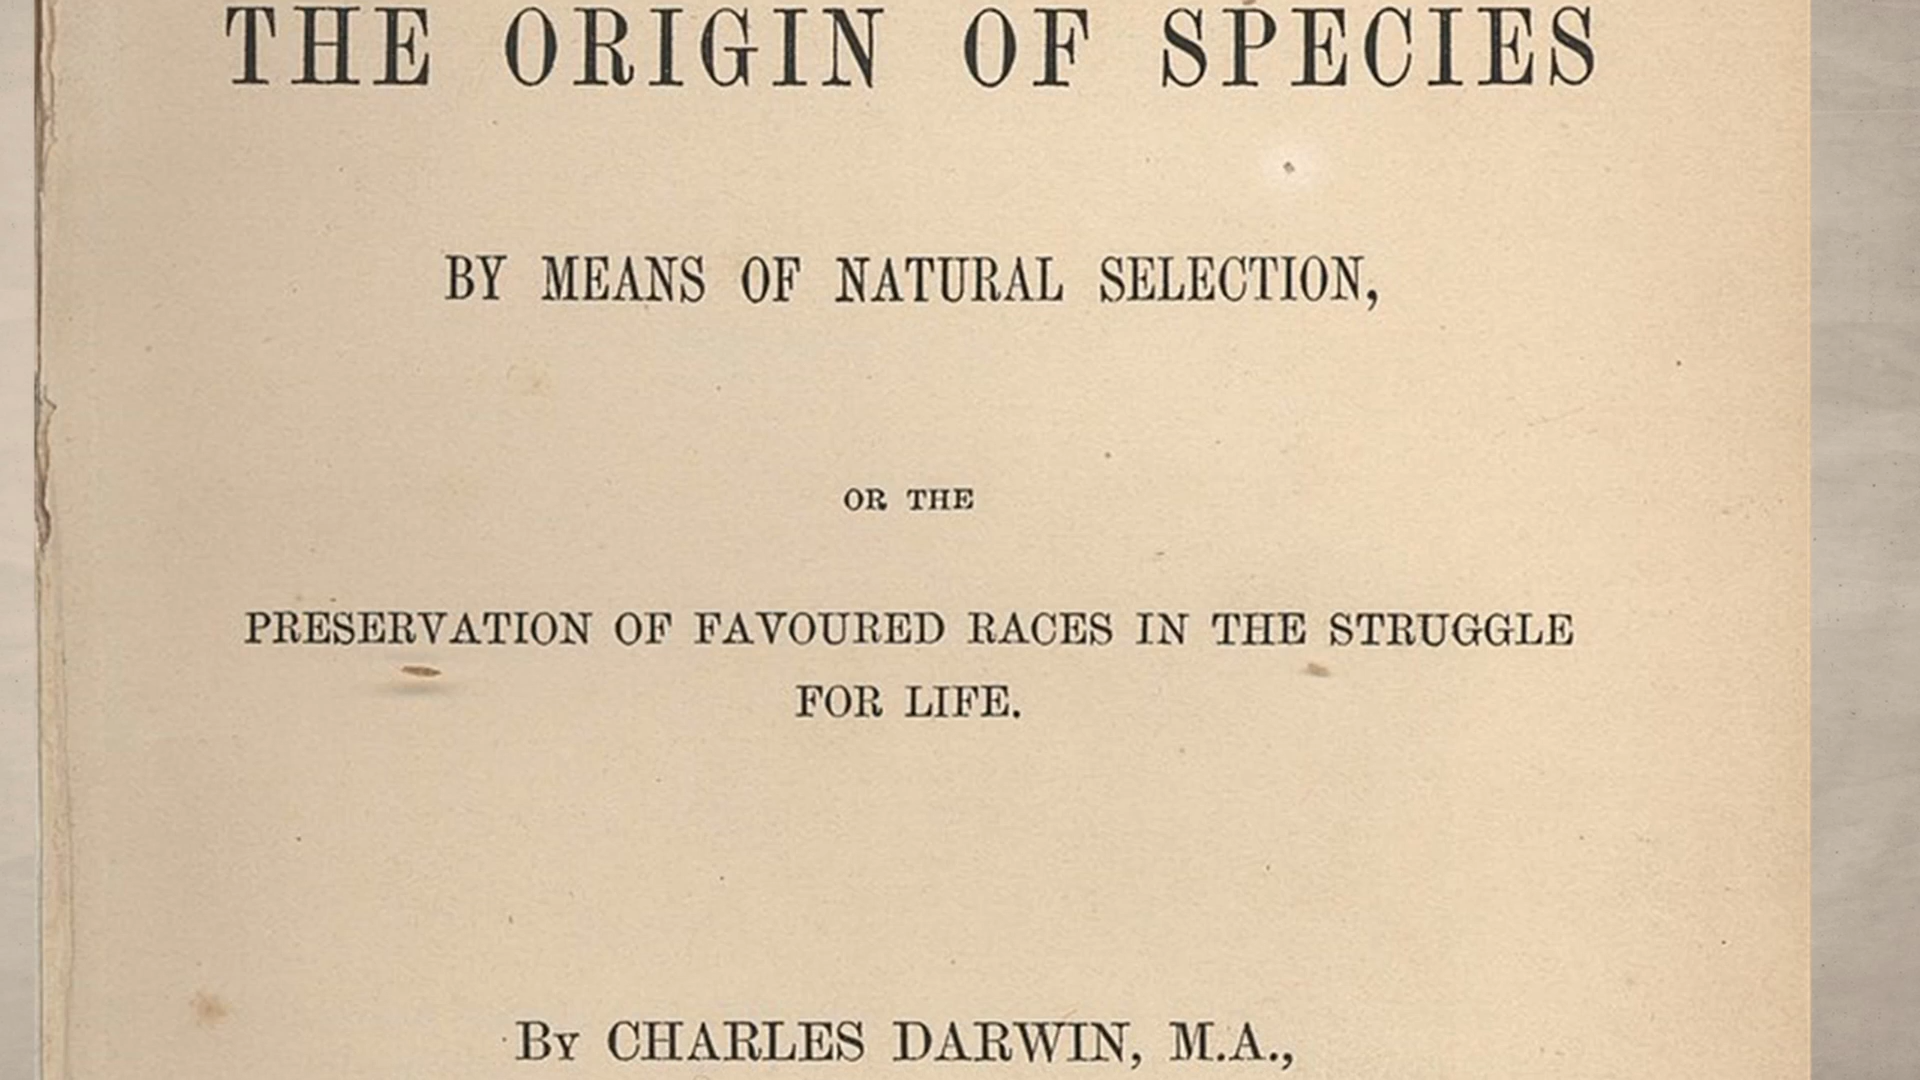 THE ORIGIN OF SPECIES
BY MEANS OF NATURAL SELECTION,
OR THE
PRESERVATION OF FAVOURED RACES IN THE STRUGGLE
FOR LIFE.
By CHARLES DARWIN, M.A.,